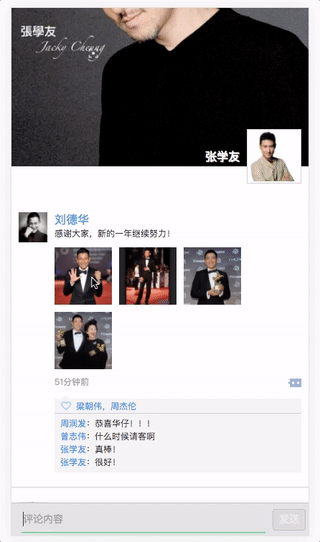 張學友
Jacky Cheung
张学友
刘德华
感谢大家，新的一年继续努力！
51分钟前
梁朝伟，周杰伦
周润发：恭喜华仔！！！
曾志伟：什么时候请客啊
张学友：真棒！
张学友：很好！
评论内容
发送